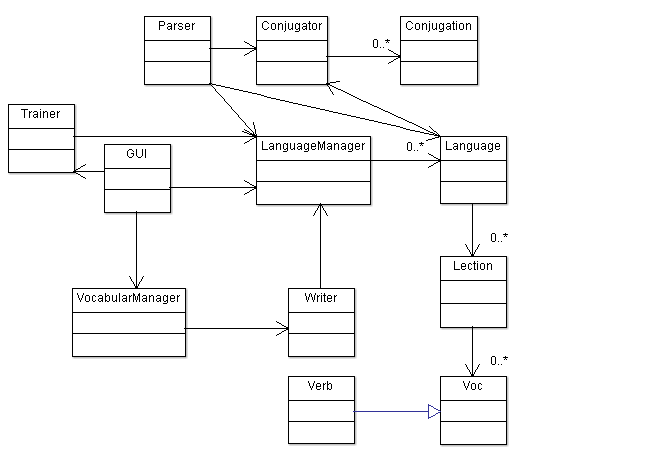 Parser
Conjugator
0..*
Conjugation
Trainer
GUI
LanguageManager
0..*
Language
0..*
Lection
VocabularManager
Writer
0..*
Verb
Voc